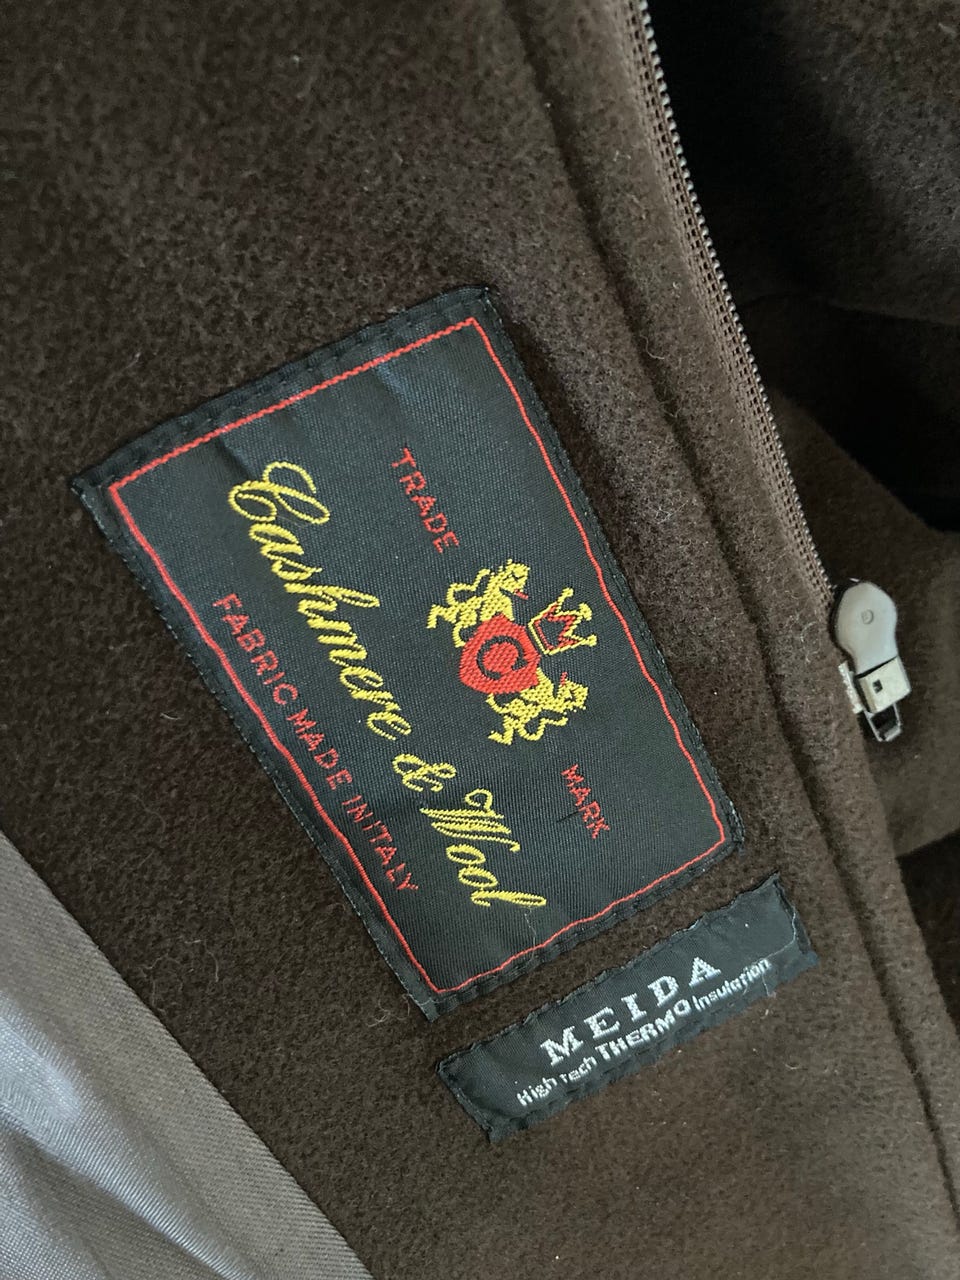 TRADE MARK
C
Cashmere & Wool
FABRIC MADE IN ITALY
MEIDA
High Tech THERMO Insulation